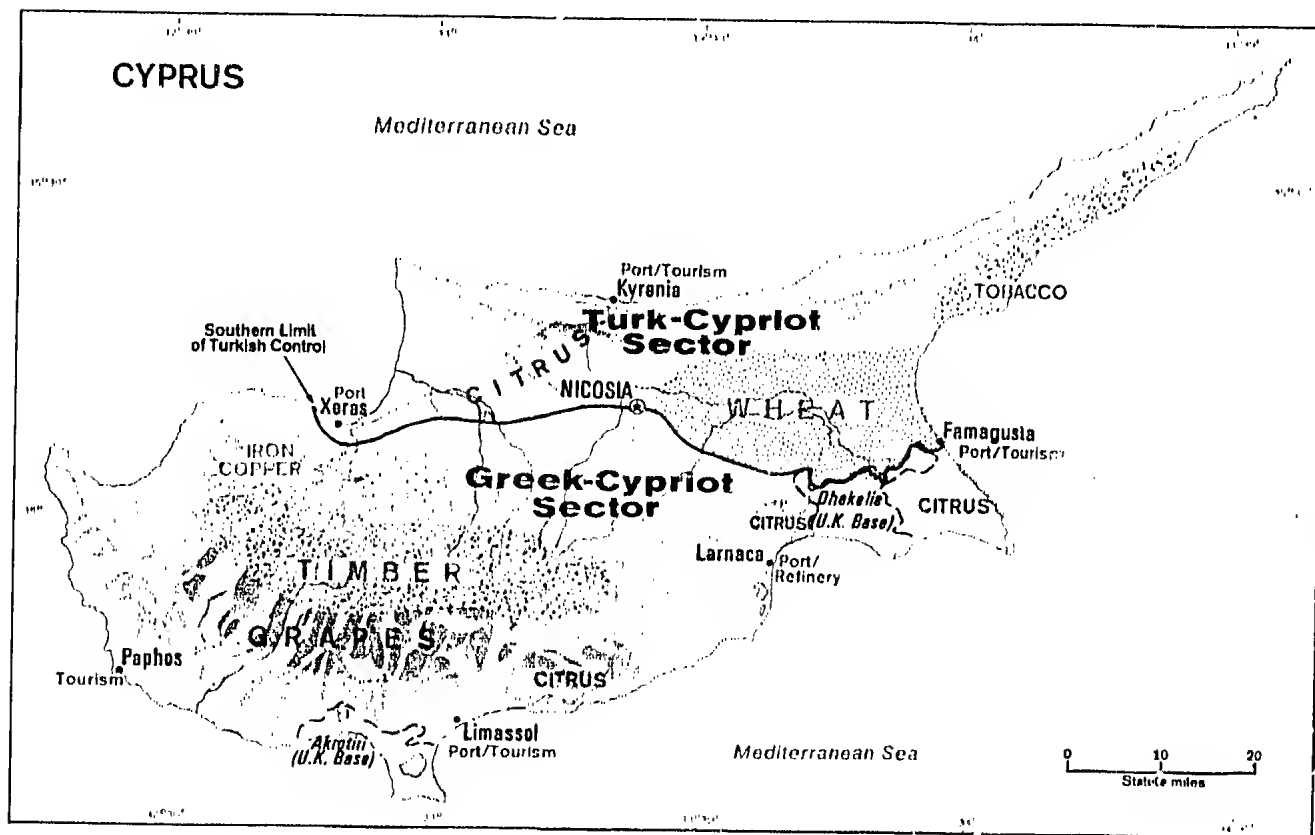 CYPRUS
Mediterranean Sea
Port/Tourism
Kyrenia
TOBACCO
Turk-Cypriot
Sector
Southern Limit
of Turkish Control
CITRUS
Port
Xeros
NICOSIA
WHEAT
Famagusta
Port/Tourism
IRON
COPPER
Greek-Cypriot
Sector
Dhekelia
(U.K. Base)
CITRUS
CITRUS
Larnaca
Port/
Refinery
TIMBER
GRAPES
Paphos
Tourism
CITRUS
Limassol
Port/Tourism
Akrotiri
(U.K. Base)
Mediterranean Sea
0 10 20
Statute miles